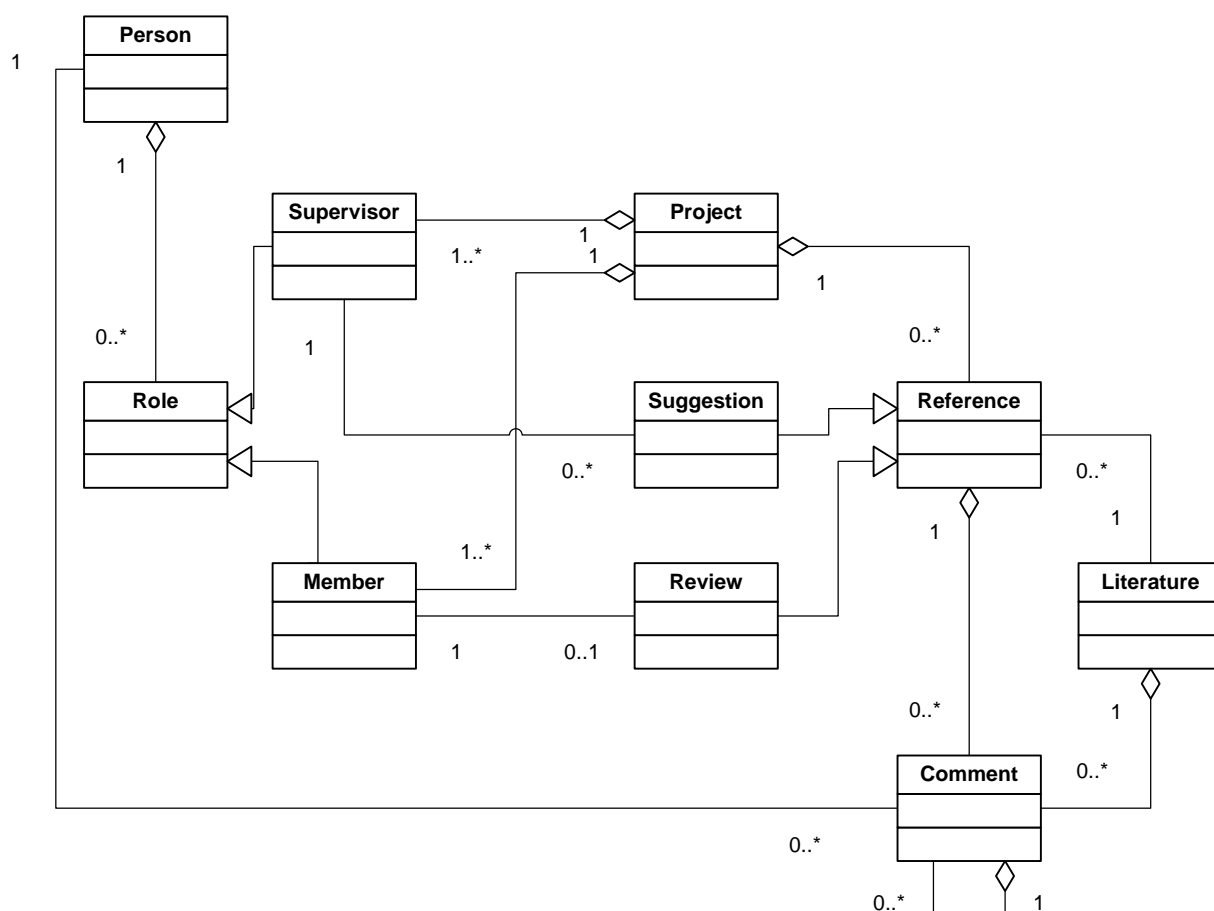 Person
1
1
Supervisor
Project
1
1..*
1
1
0..*
1
0..*
Role
Suggestion
Reference
0..*
0..*
1
1
1..*
Member
Review
Literature
1
0..1
0..*
1
Comment
0..*
0..*
0..*
1